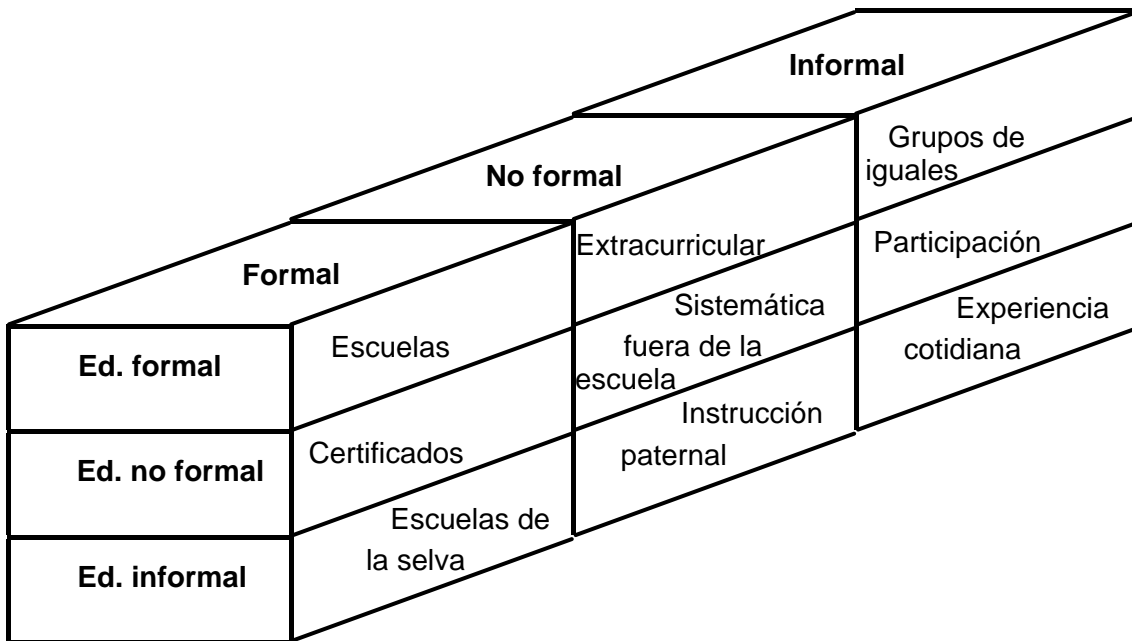 Informal
Grupos de
iguales
No formal
Extracurricular
Participación
Formal
Sistemática
fuera de la
escuela
Experiencia
cotidiana
Ed. formal
Escuelas
Instrucción
paternal
Ed. no formal
Certificados
Escuelas de
la selva
Ed. informal